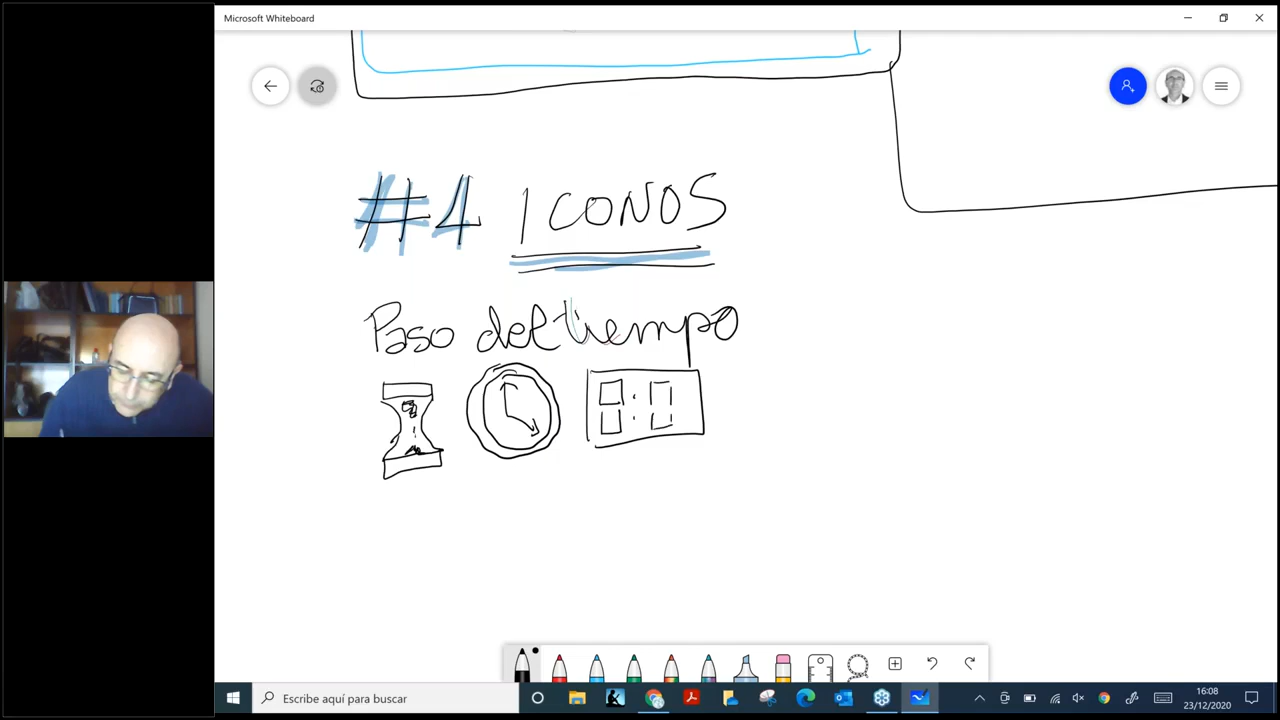 Microsoft Whiteboard
#4 ICONOS
Paso del tiempo
Escribe aquí para buscar
16:08
23/12/2020